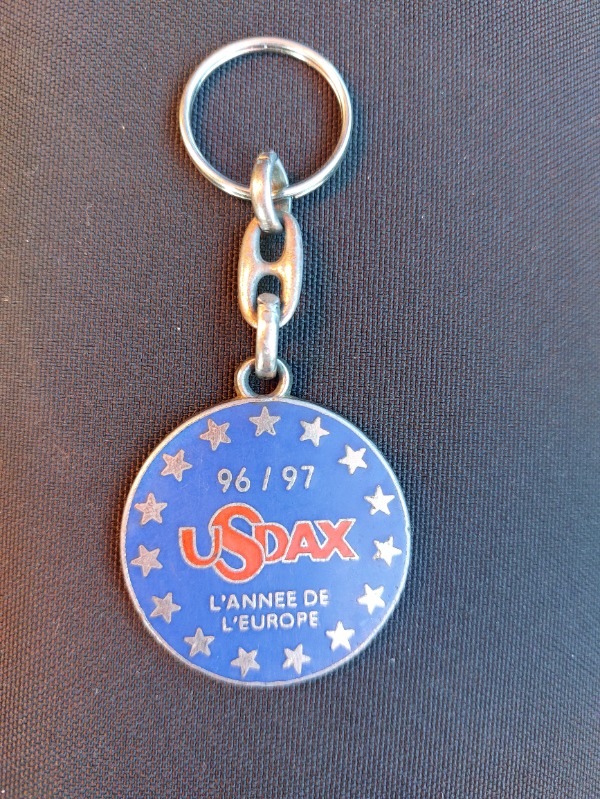 96/97
USDAX
L'ANNEE DE
L'EUROPE